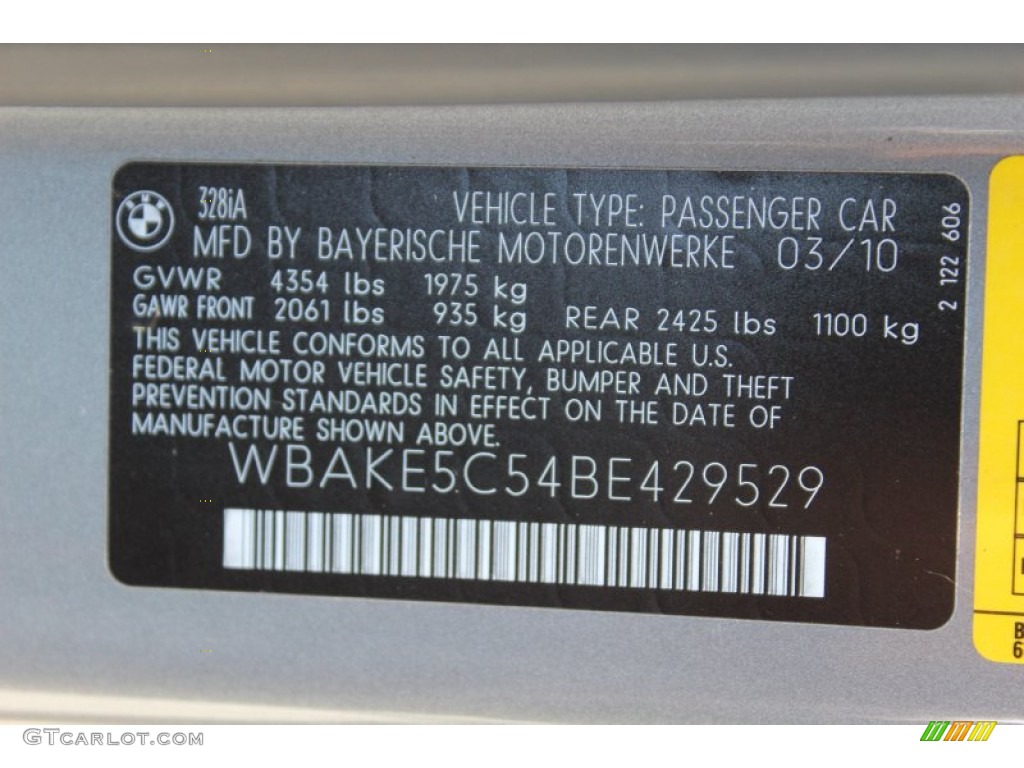 328iA VEHICLE TYPE: PASSENGER CAR
MFD BY BAYERISCHE MOTORENWERKE 03/10
GVWR 4354 lbs 1975 kg
GAWR FRONT 2061 lbs 935 kg REAR 2425 lbs 1100 kg
THIS VEHICLE CONFORMS TO ALL APPLICABLE U.S.
FEDERAL MOTOR VEHICLE SAFETY, BUMPER AND THEFT
PREVENTION STANDARDS IN EFFECT ON THE DATE OF
MANUFACTURE SHOWN ABOVE.
WBAKE5C54BE429529
2 122 606
BMW
GTCARLOT.COM